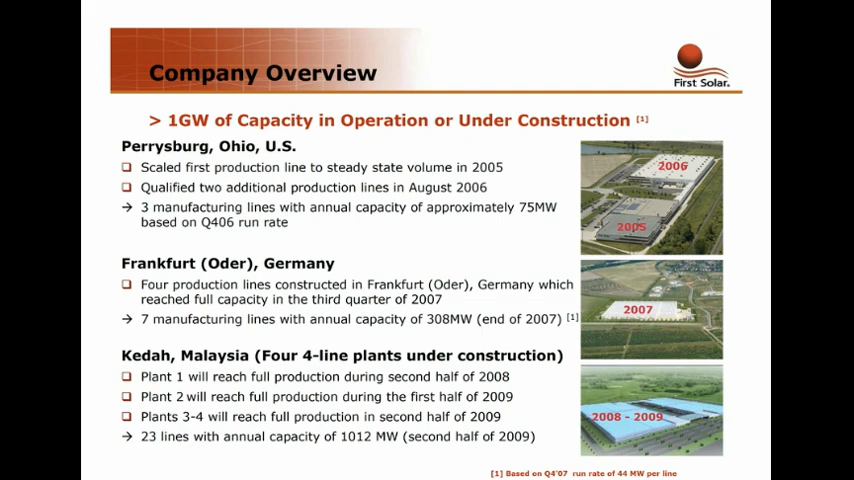 Company Overview
First Solar.
> 1GW of Capacity in Operation or Under Construction [1]
Perrysburg, Ohio, U.S.
Scaled first production line to steady state volume in 2005
Qualified two additional production lines in August 2006
→ 3 manufacturing lines with annual capacity of approximately 75MW
based on Q406 run rate
2006
2005
Frankfurt (Oder), Germany
Four production lines constructed in Frankfurt (Oder), Germany which
reached full capacity in the third quarter of 2007
→ 7 manufacturing lines with annual capacity of 308MW (end of 2007) [1]
2007
Kedah, Malaysia (Four 4-line plants under construction)
Plant 1 will reach full production during second half of 2008
Plant 2 will reach full production during the first half of 2009
Plants 3-4 will reach full production in second half of 2009
→ 23 lines with annual capacity of 1012 MW (second half of 2009)
2008 - 2009
[1] Based on Q4'07 run rate of 44 MW per line